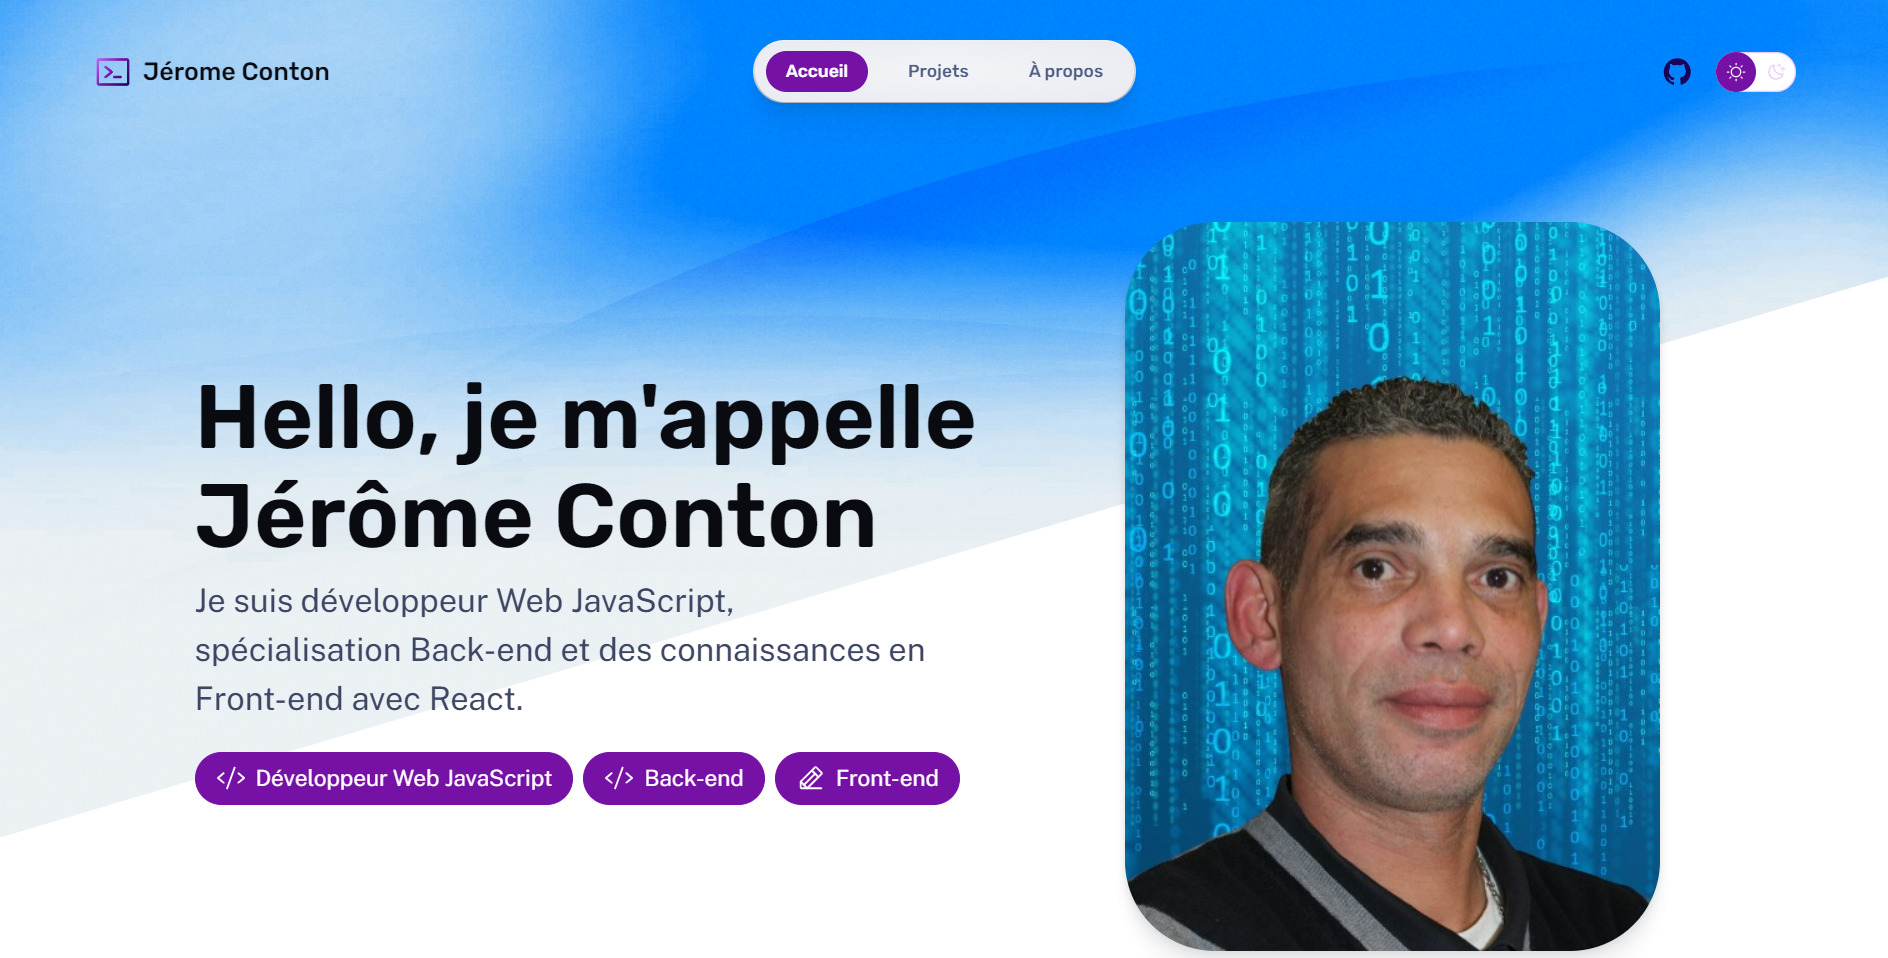 Jérome Conton
Accueil
Projets
À propos
Hello, je m'appelle
Jérôme Conton
Je suis développeur Web JavaScript,
spécialisation Back-end et des connaissances en
Front-end avec React.
Développeur Web JavaScript
Back-end
Front-end